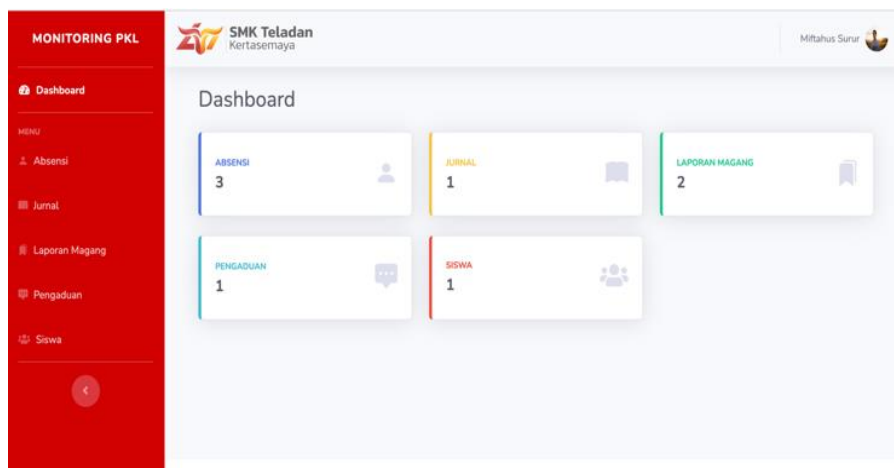 MONITORING PKL
SMK Teladan
Kertasemaya
Miftahus Surur
Dashboard
Dashboard
MENU
Absensi
Jurnal
Laporan Magang
Pengaduan
Siswa
ABSENSI
3
JURNAL
1
LAPORAN MAGANG
2
PENGADUAN
1
SISWA
1